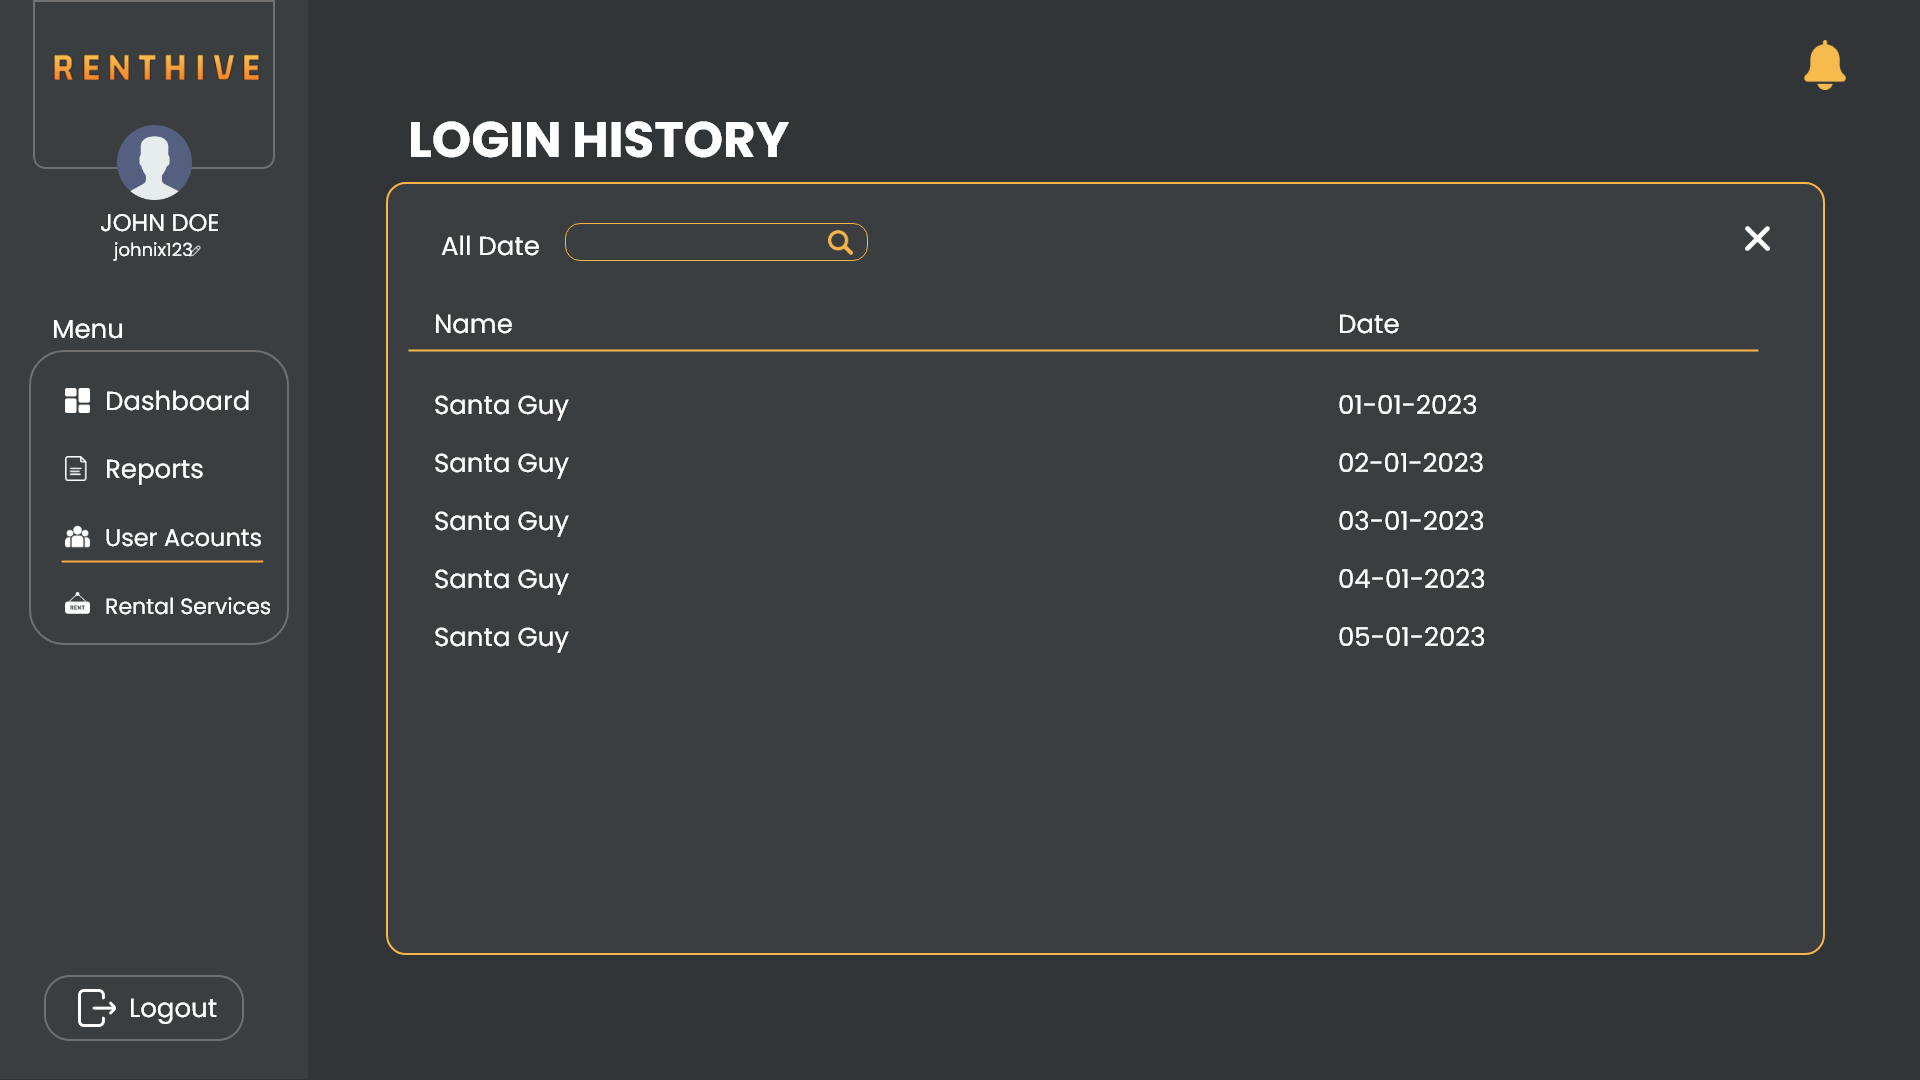 RENTHIVE
JOHN DOE
johnix123
Menu
Dashboard
Reports
User Acounts
RENT
Rental Services
Logout
LOGIN HISTORY
All Date
Name Date
Santa Guy 01-01-2023
Santa Guy 02-01-2023
Santa Guy 03-01-2023
Santa Guy 04-01-2023
Santa Guy 05-01-2023